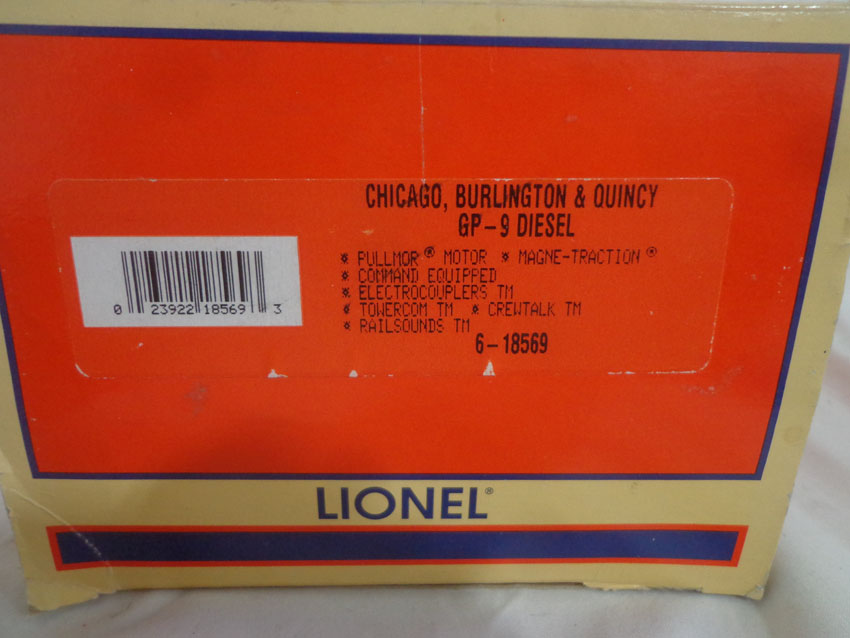 CHICAGO, BURLINGTON & QUINCY
GP-9 DIESEL
* PULLMOR® MOTOR * MAGNE-TRACTION®
* COMMAND EQUIPPED
* ELECTROCOUPLERS TM
* TOWERCOM TM * CREWTALK TM
* RAILSOUNDS TM
6-18569
0 23922 18569 3
LIONEL®